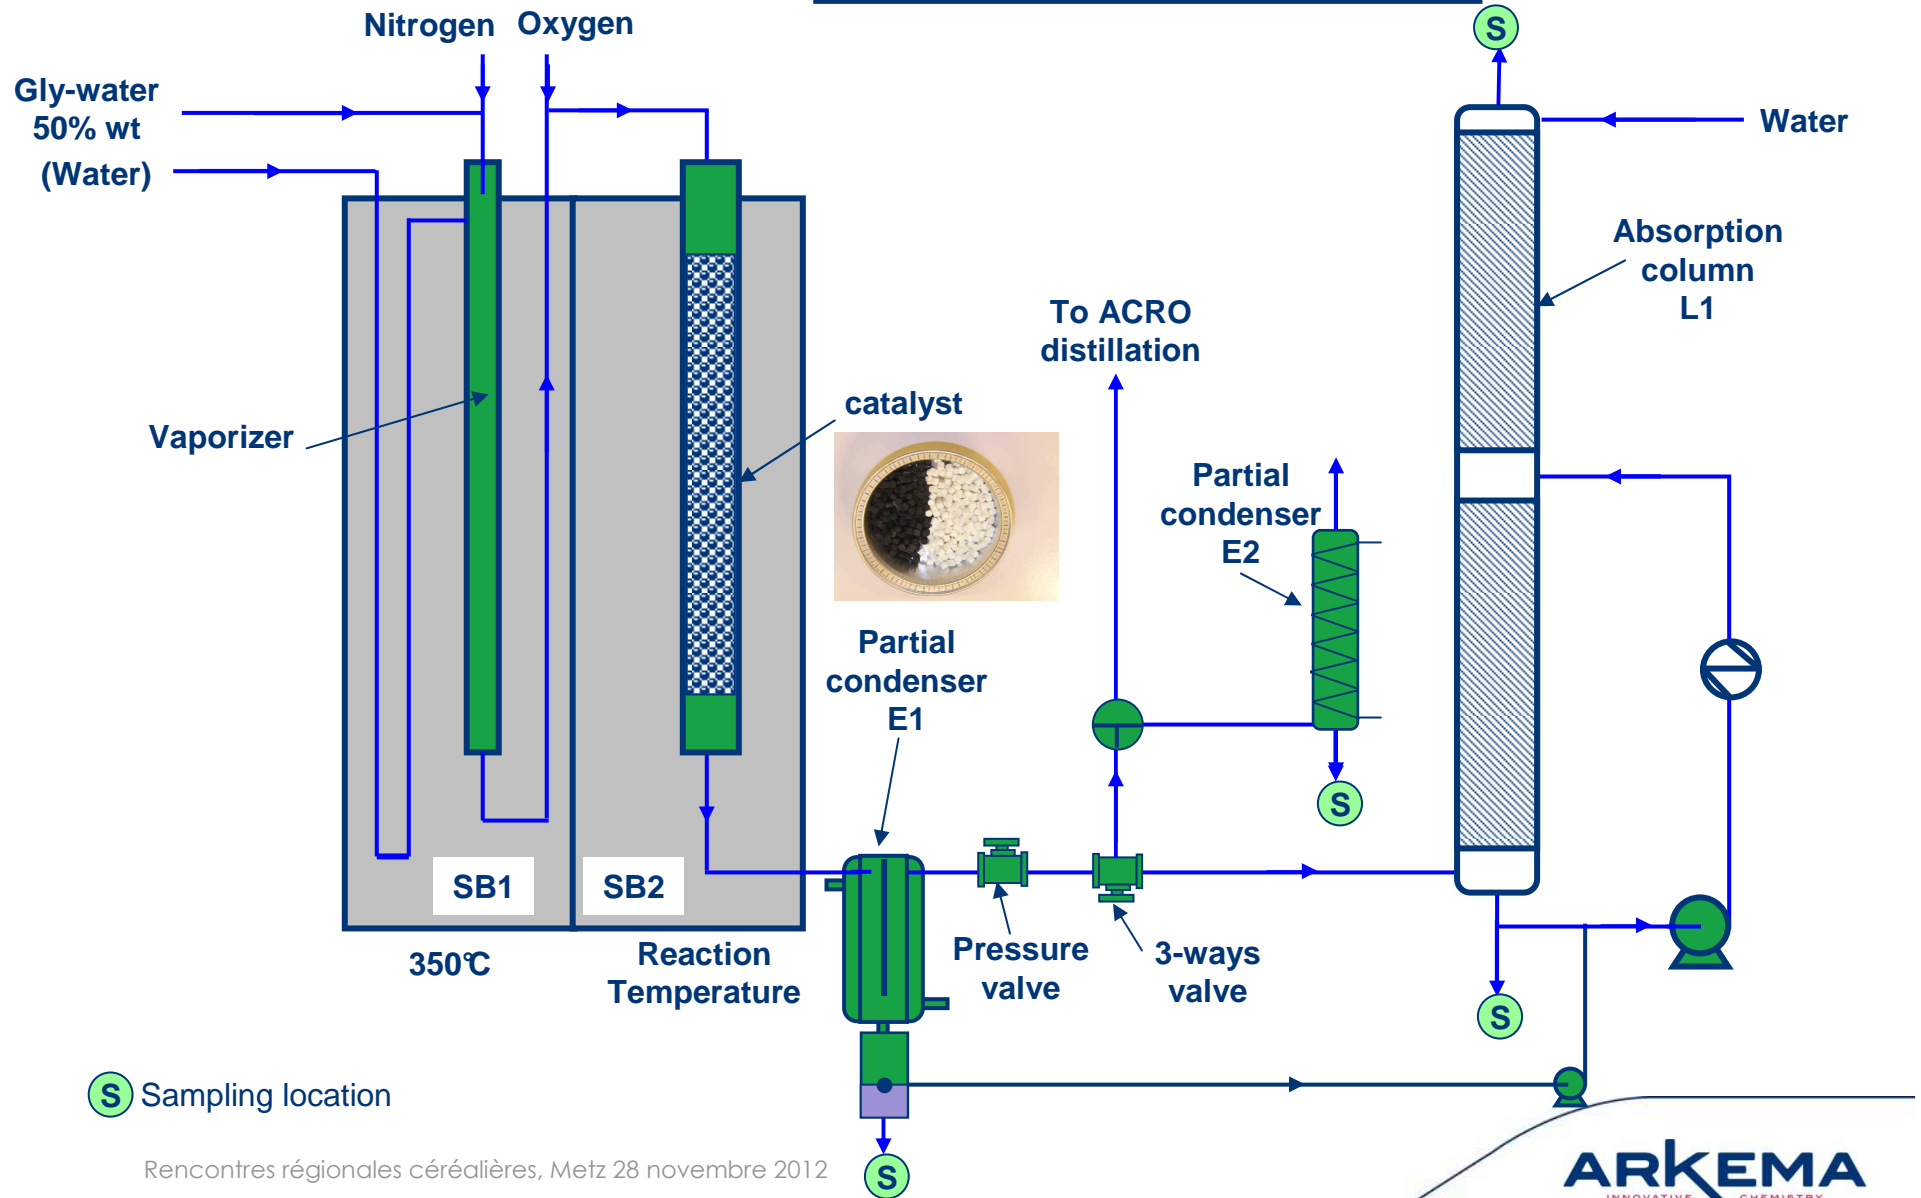 Nitrogen Oxygen
S
Gly-water
50% wt
(Water)
Water
Absorption
column
L1
To ACRO
distillation
catalyst
Vaporizer
Partial
condenser
E2
Partial
condenser
E1
S
SB1
SB2
350°C
Reaction
Temperature
Pressure
valve
3-ways
valve
S
S Sampling location
S
Rencontres régionales céréalières, Metz 28 novembre 2012
ARKEMA
INNOVATIVE CHEMISTRY